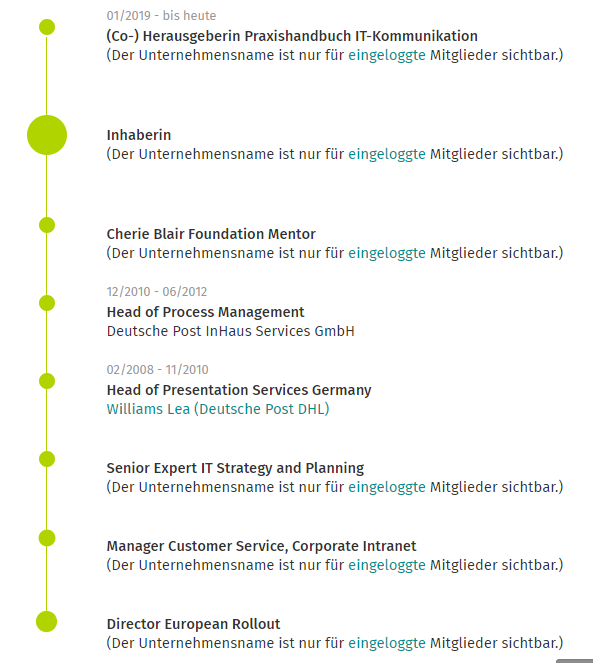 01/2019 - bis heute
(Co-) Herausgeberin Praxishandbuch IT-Kommunikation
(Der Unternehmensname ist nur für eingeloggte Mitglieder sichtbar.)
Inhaberin
(Der Unternehmensname ist nur für eingeloggte Mitglieder sichtbar.)
Cherie Blair Foundation Mentor
(Der Unternehmensname ist nur für eingeloggte Mitglieder sichtbar.)
12/2010 - 06/2012
Head of Process Management
Deutsche Post InHaus Services GmbH
02/2008 - 11/2010
Head of Presentation Services Germany
Williams Lea (Deutsche Post DHL)
Senior Expert IT Strategy and Planning
(Der Unternehmensname ist nur für eingeloggte Mitglieder sichtbar.)
Manager Customer Service, Corporate Intranet
(Der Unternehmensname ist nur für eingeloggte Mitglieder sichtbar.)
Director European Rollout
(Der Unternehmensname ist nur für eingeloggte Mitglieder sichtbar.)